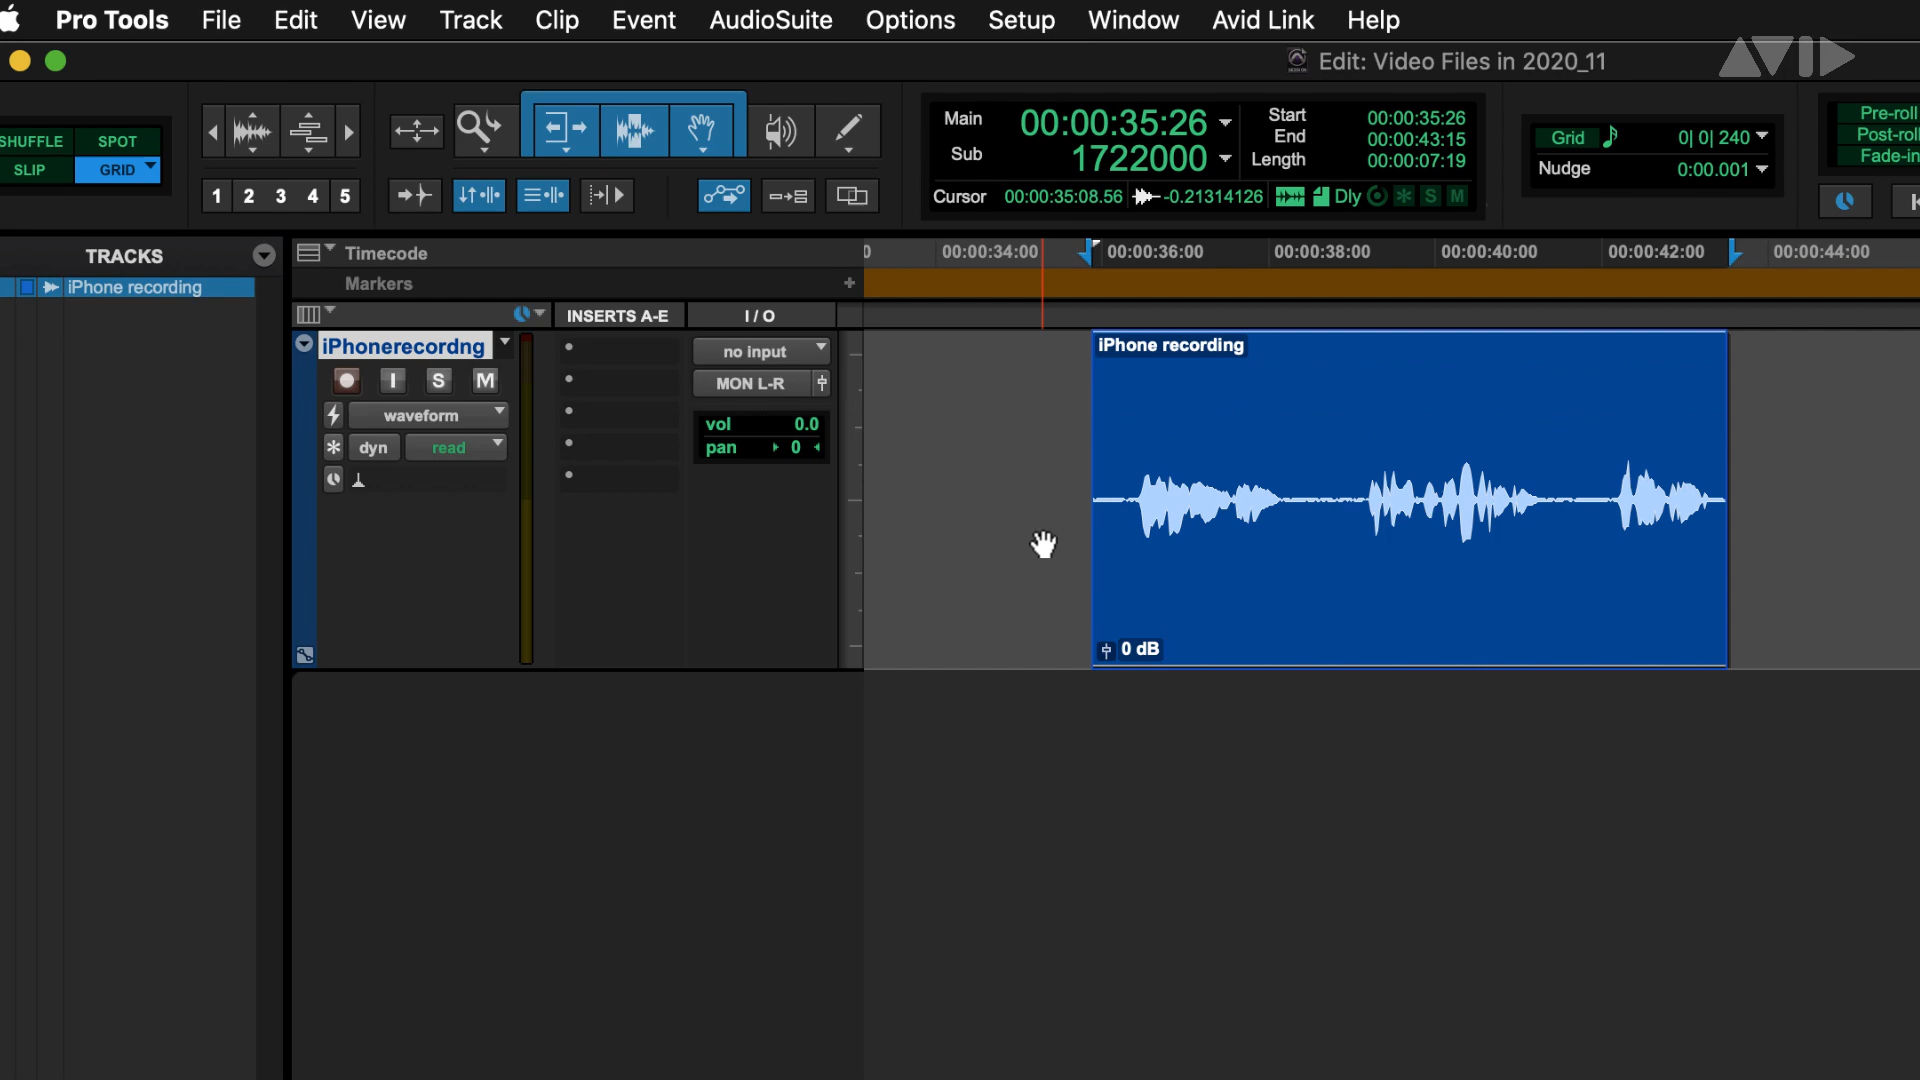 Pro Tools File Edit View Track Clip Event AudioSuite Options Setup Window Avid Link Help
Edit: Video Files in 2020_11
AVID
SHUFFLE SPOT
SLIP GRID
1 2 3 4 5
Main 00:00:35:26
Sub 1722000
Start 00:00:35:26
End 00:00:43:15
Length 00:00:07:19
Cursor 00:00:35:08.56 -0.21314126 Dly S M
Grid 0| 0| 240
Nudge 0:00.001
Pre-roll
Post-roll
Fade-in
TRACKS
iPhone recording
Timecode
Markers +
0 00:00:34:00 00:00:36:00 00:00:38:00 00:00:40:00 00:00:42:00 00:00:44:00
INSERTS A-E I / O
iPhonerecordng
I S M
waveform
dyn read
no input
MON L-R
vol 0.0
pan 0
iPhone recording
0 dB